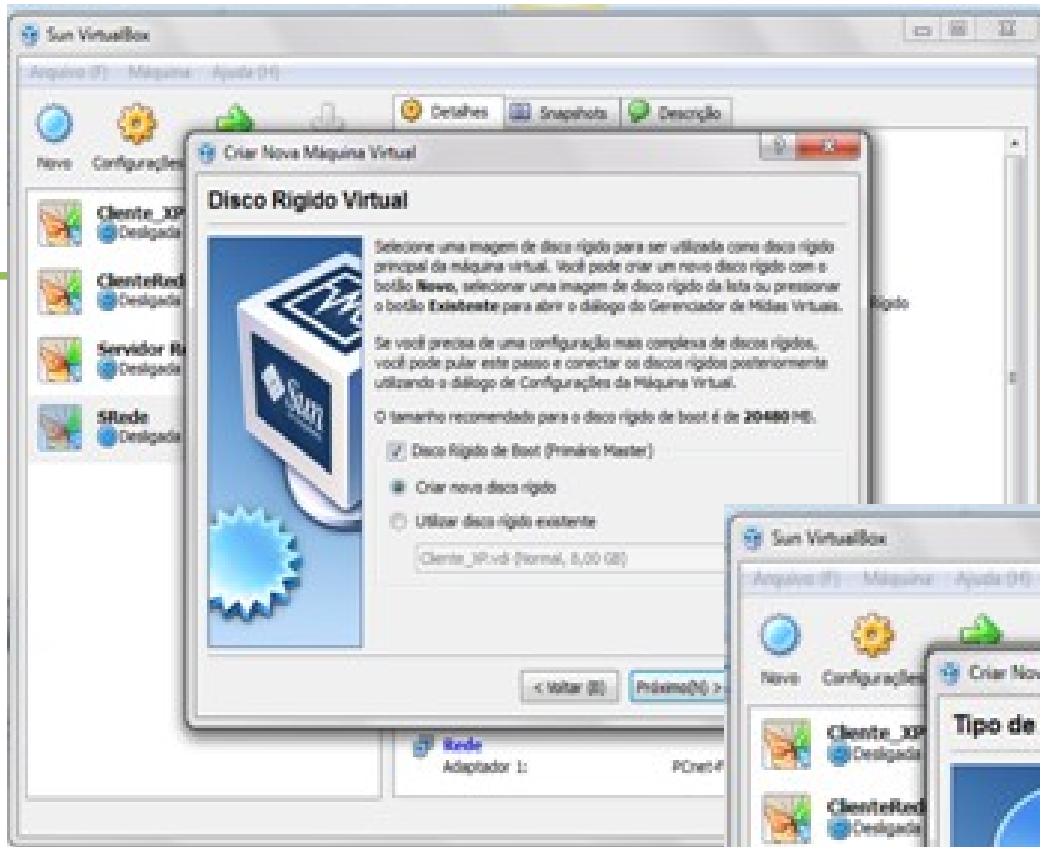 Sun VirtualBox
Arquivo (F) Máquina Ajuda (H)
Novo Configurações
Detalhes Snapshots Descrição
Cliente_XP
Desligada
ClienteRed
Desligada
Servidor Re
Desligada
SRede
Desligada
Criar Nova Máquina Virtual
Disco Rígido Virtual
Selecione uma imagem de disco rígido para ser utilizada como disco rígido
principal da máquina virtual. Você pode criar um novo disco rígido com o
botão Novo, selecionar uma imagem de disco rígido da lista ou pressionar
o botão Existente para abrir o diálogo do Gerenciador de Mídias Virtuais.
Se você precisa de uma configuração mais complexa de discos rígidos,
você pode pular este passo e conectar os discos rígidos posteriormente
utilizando o diálogo de Configurações da Máquina Virtual.
O tamanho recomendado para o disco rígido de boot é de 20480 MB.
Disco Rígido de Boot (Primário Master)
Criar novo disco rígido
Utilizar disco rígido existente
Cliente_XP.vdi (Normal, 8,00 GB)
< Voltar (B) Próximo(N) >
Sun
Rígido
Rede
Adaptador 1: PCnet-F
Sun VirtualBox
Arquivo (F) Máquina Ajuda (H)
Novo Configurações
Criar Nov
Tipo de
Cliente_XP
Desligada
ClienteRed
Desligada